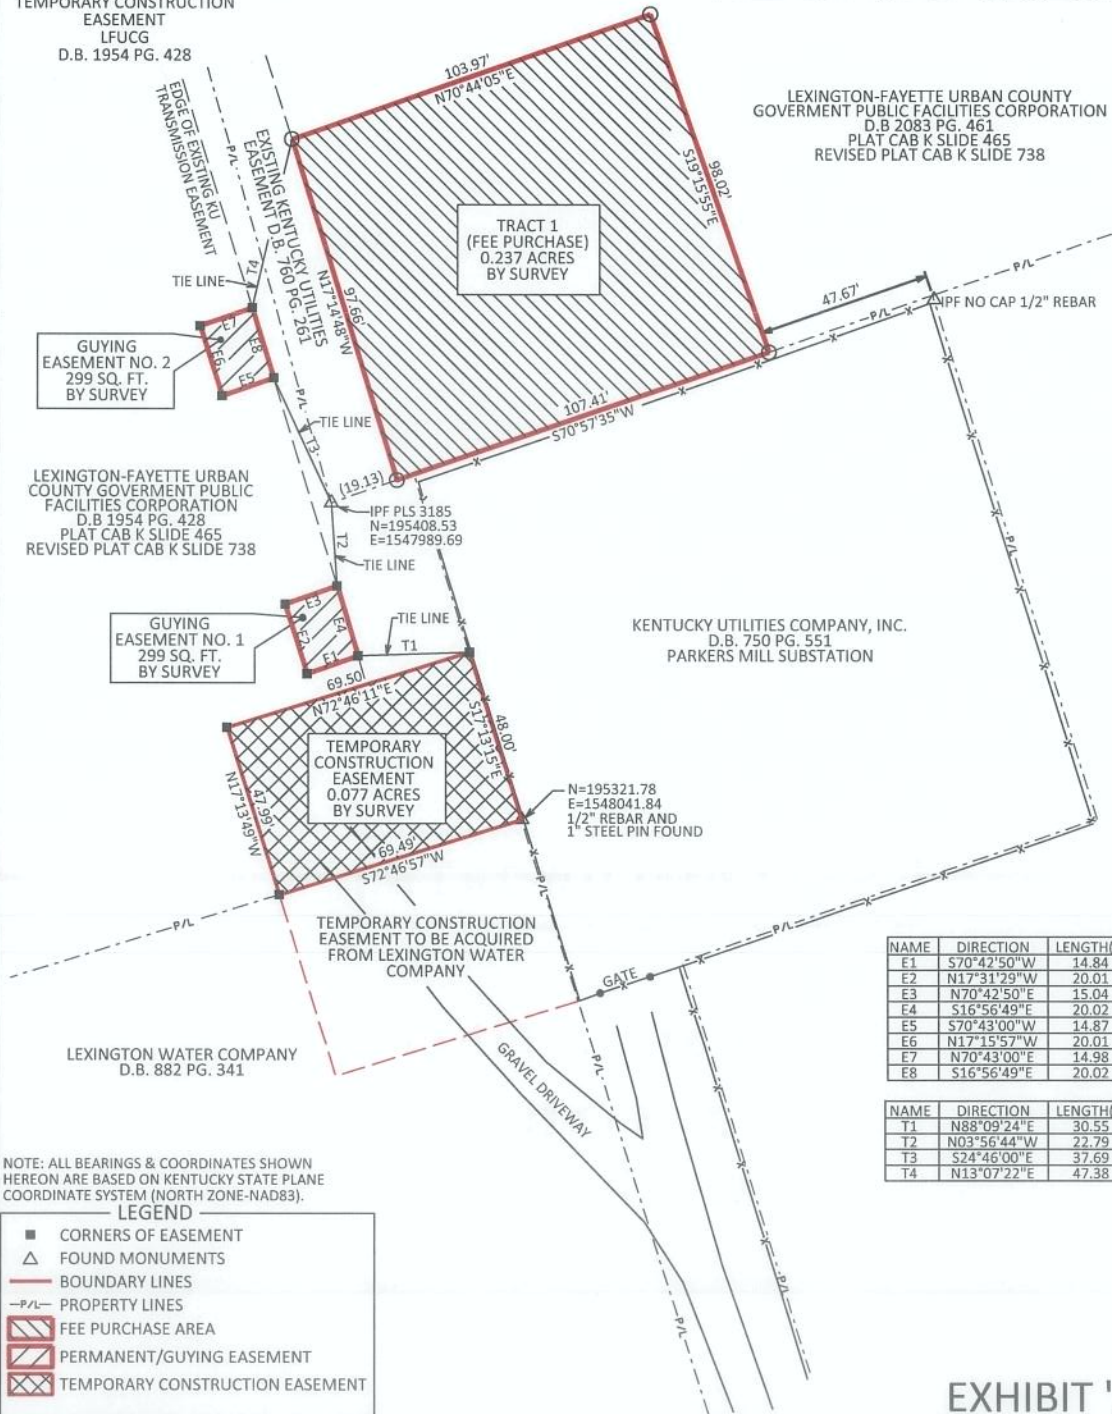 TEMPORARY CONSTRUCTION
EASEMENT
LFUCG
D.B. 1954 PG. 428
EDGE OF EXISTING KU
TRANSMISSION EASEMENT
P/L
EXISTING KENTUCKY UTILITIES
EASEMENT D.B. 760 PG. 261
103.97'
N70°44'05"E
LEXINGTON-FAYETTE URBAN COUNTY
GOVERMENT PUBLIC FACILITIES CORPORATION
D.B 2083 PG. 461
PLAT CAB K SLIDE 465
REVISED PLAT CAB K SLIDE 738
98.02'
S19°15'55"E
TRACT 1
(FEE PURCHASE)
0.237 ACRES
BY SURVEY
97.66'
N17°14'48"W
T4
TIE LINE
P/L
47.67'
P/L
IPF NO CAP 1/2" REBAR
E7
E6
E8
E5
GUYING
EASEMENT NO. 2
299 SQ. FT.
BY SURVEY
P/L
TIE LINE
T3
107.41'
S70°57'35"W
(19.13)
LEXINGTON-FAYETTE URBAN
COUNTY GOVERMENT PUBLIC
FACILITIES CORPORATION
D.B 1954 PG. 428
PLAT CAB K SLIDE 465
REVISED PLAT CAB K SLIDE 738
IPF PLS 3185
N=195408.53
E=1547989.69
T2
TIE LINE
P/L
E3
E2
E4
E1
GUYING
EASEMENT NO. 1
299 SQ. FT.
BY SURVEY
TIE LINE
T1
KENTUCKY UTILITIES COMPANY, INC.
D.B. 750 PG. 551
PARKERS MILL SUBSTATION
69.50
N72°46'11"E
48.00'
S17°13'15"E
TEMPORARY
CONSTRUCTION
EASEMENT
0.077 ACRES
BY SURVEY
47.99'
N17°13'49"W
N=195321.78
E=1548041.84
1/2" REBAR AND
1" STEEL PIN FOUND
69.49'
S72°46'57"W
P/L
P/L
P/L
TEMPORARY CONSTRUCTION
EASEMENT TO BE ACQUIRED
FROM LEXINGTON WATER
COMPANY
GATE
NAME DIRECTION LENGTH(
E1 S70°42'50"W 14.84
E2 N17°31'29"W 20.01
E3 N70°42'50"E 15.04
E4 S16°56'49"E 20.02
E5 S70°43'00"W 14.87
E6 N17°15'57"W 20.01
E7 N70°43'00"E 14.98
E8 S16°56'49"E 20.02
LEXINGTON WATER COMPANY
D.B. 882 PG. 341
GRAVEL DRIVEWAY
P/L
NAME DIRECTION LENGTH(
T1 N88°09'24"E 30.55
T2 N03°56'44"W 22.79
T3 S24°46'00"E 37.69
T4 N13°07'22"E 47.38
NOTE: ALL BEARINGS & COORDINATES SHOWN
HEREON ARE BASED ON KENTUCKY STATE PLANE
COORDINATE SYSTEM (NORTH ZONE-NAD83).
LEGEND
CORNERS OF EASEMENT
FOUND MONUMENTS
BOUNDARY LINES
P/L PROPERTY LINES
FEE PURCHASE AREA
PERMANENT/GUYING EASEMENT
TEMPORARY CONSTRUCTION EASEMENT
P/L
P/L
EXHIBIT '